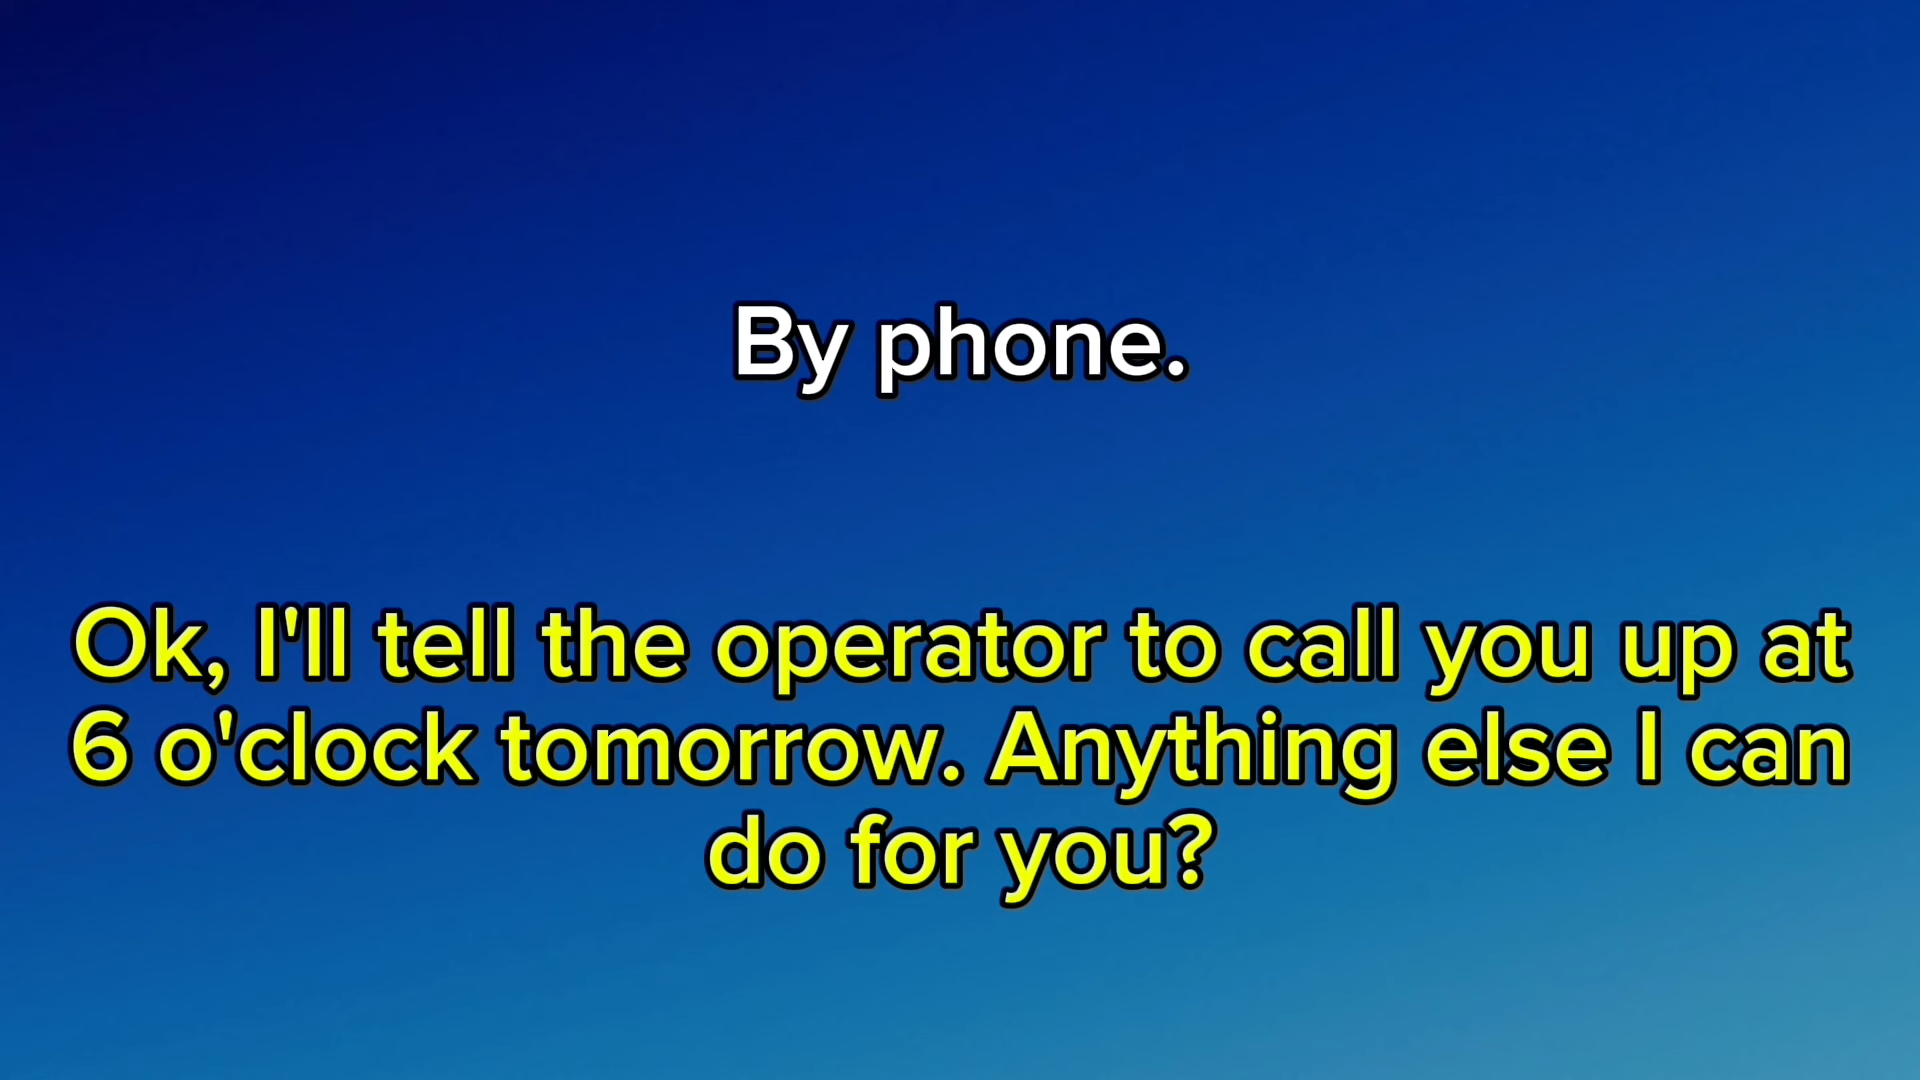 By phone.
Ok, I'll tell the operator to call you up at
6 o'clock tomorrow. Anything else I can
do for you?